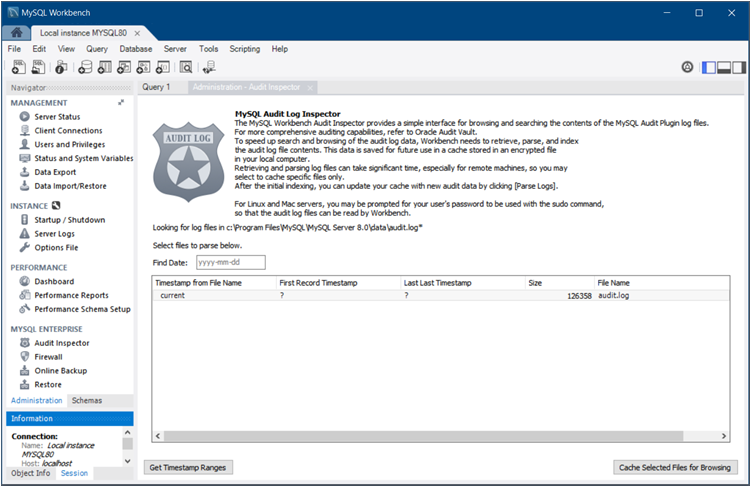 MySQL Workbench
Local instance MYSQL80
File Edit View Query Database Server Tools Scripting Help
Navigator
MANAGEMENT
Server Status
Client Connections
Users and Privileges
Status and System Variables
Data Export
Data Import/Restore
INSTANCE
Startup / Shutdown
Server Logs
Options File
PERFORMANCE
Dashboard
Performance Reports
Performance Schema Setup
MYSQL ENTERPRISE
Audit Inspector
Firewall
Online Backup
Restore
Administration Schemas
Information
Connection:
Name: Local instance
MYSQL80
Host: localhost
Object Info Session
Query 1 Administration - Audit Inspector
AUDIT LOG
MySQL Audit Log Inspector
The MySQL Workbench Audit Inspector provides a simple interface for browsing and searching the contents of the MySQL Audit Plugin log files.
For more comprehensive auditing capabilities, refer to Orade Audit Vault.
To speed up search and browsing of the audit log data, Workbench needs to retrieve, parse, and index
the audit log file contents. This data is saved for future use in a cache stored in an encrypted file
in your local computer.
Retrieving and parsing log files can take significant time, especially for remote machines, so you may
select to cache specific files only.
After the initial indexing, you can update your cache with new audit data by clicking [Parse Logs].
For Linux and Mac servers, you may be prompted for your user's password to be used with the sudo command,
so that the audit log files can be read by Workbench.
Looking for log files in c:\Program Files\MySQL\MySQL Server 8.0\data\audit.log*
Select files to parse below.
Find Date: yyyy-mm-dd
Timestamp from File Name First Record Timestamp Last Last Timestamp Size File Name
current ? ? 126358 audit.log
Get Timestamp Ranges
Cache Selected Files for Browsing